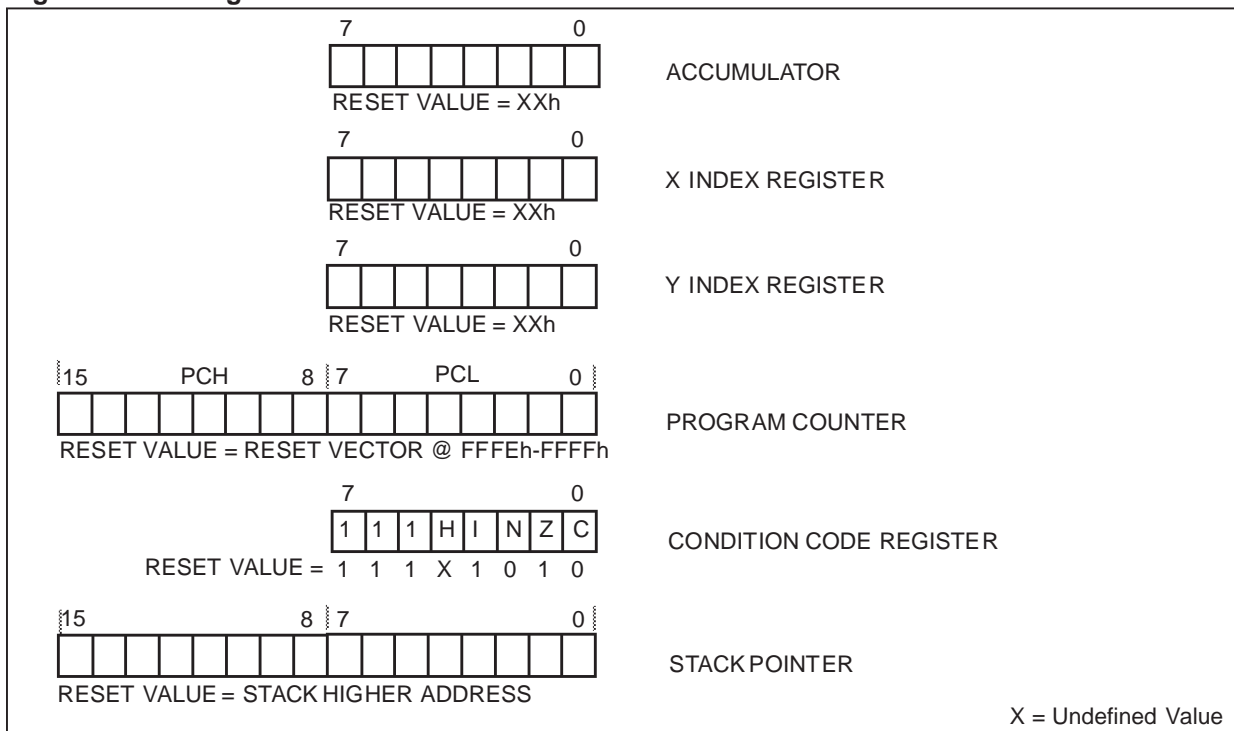 7 0
ACCUMULATOR
RESET VALUE = XXh
7 0
X INDEX REGISTER
RESET VALUE = XXh
7 0
Y INDEX REGISTER
RESET VALUE = XXh
15 PCH 8 7 PCL 0
PROGRAM COUNTER
RESET VALUE = RESET VECTOR @ FFFEh-FFFFh
7 0
1 1 1 H I N Z C
CONDITION CODE REGISTER
RESET VALUE = 1 1 1 X 1 0 1 0
15 8 7 0
STACK POINTER
RESET VALUE = STACK HIGHER ADDRESS
X = Undefined Value